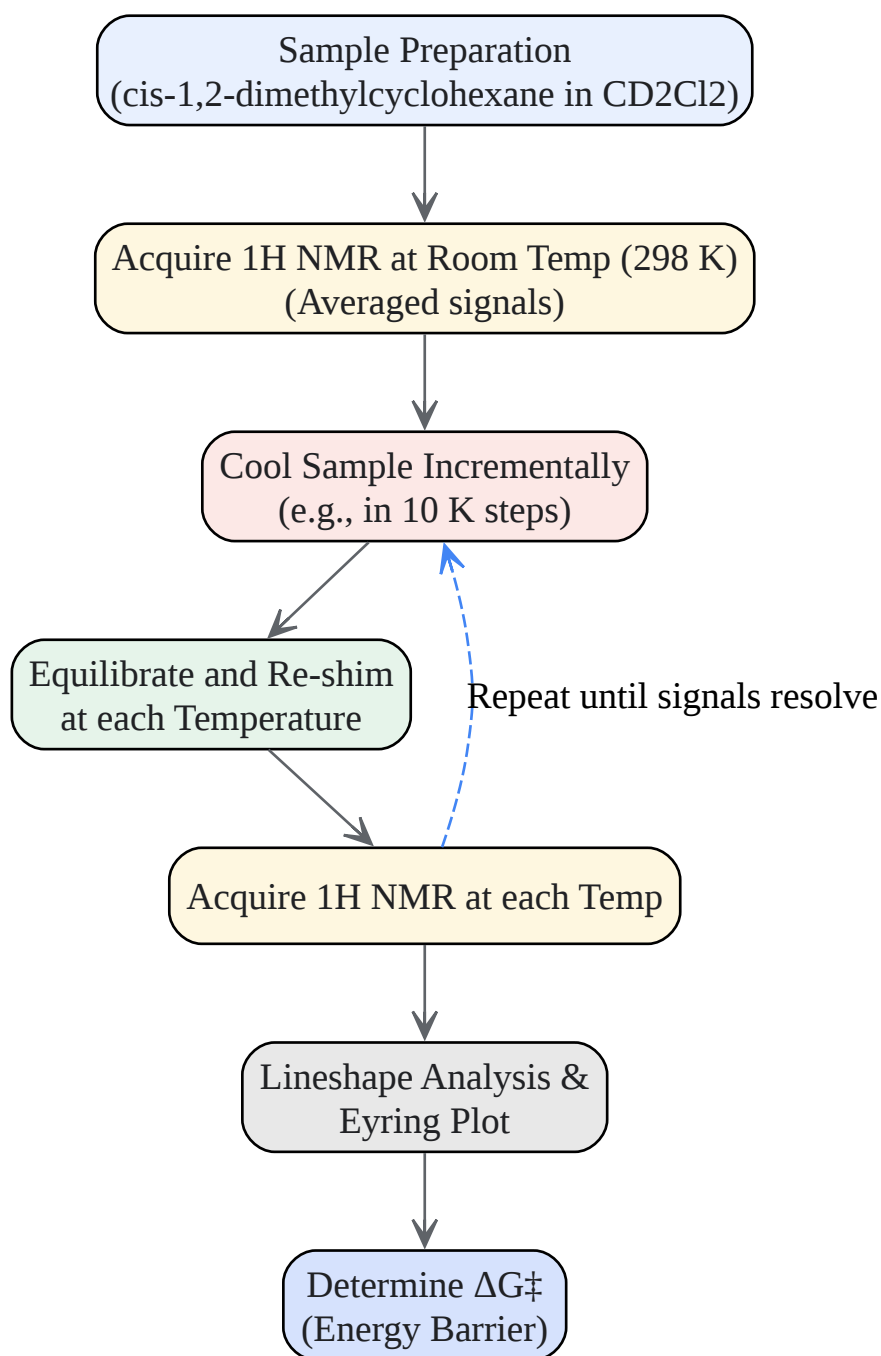 Sample Preparation
(cis-1,2-dimethylcyclohexane in CD2Cl2)
Acquire 1H NMR at Room Temp (298 K)
(Averaged signals)
Cool Sample Incrementally
(e.g., in 10 K steps)
Equilibrate and Re-shim
at each Temperature
Repeat until signals resolve
Acquire 1H NMR at each Temp
Lineshape Analysis &
Eyring Plot
Determine ΔG‡
(Energy Barrier)